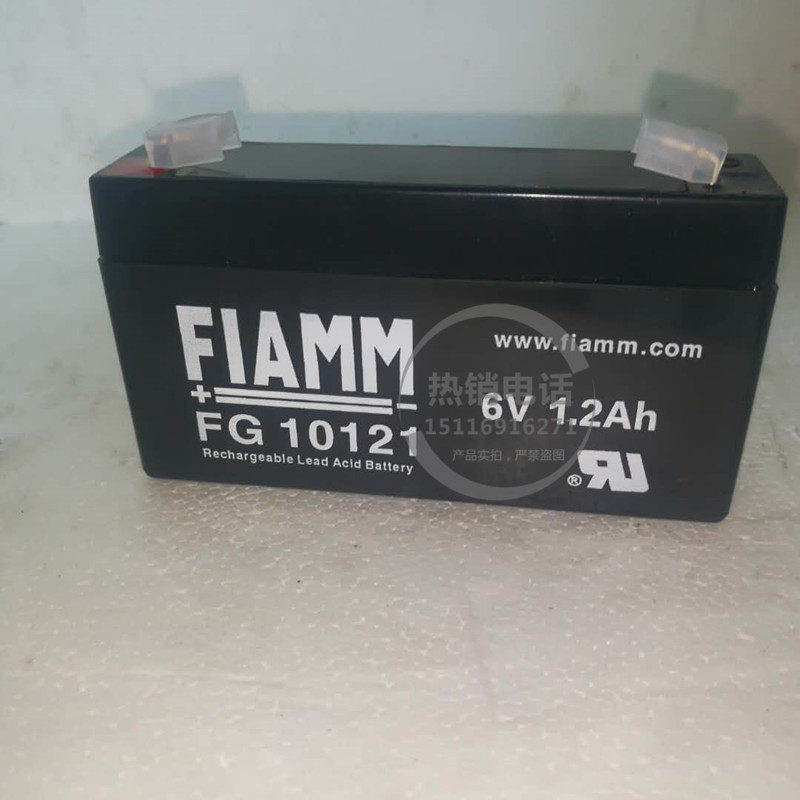 FIAMM
+ -
FG 10121
Rechargeable Lead Acid Battery
www.fiamm.com
6V 1.2Ah
®
热销电话
15116916271
产品实拍，严禁盗图